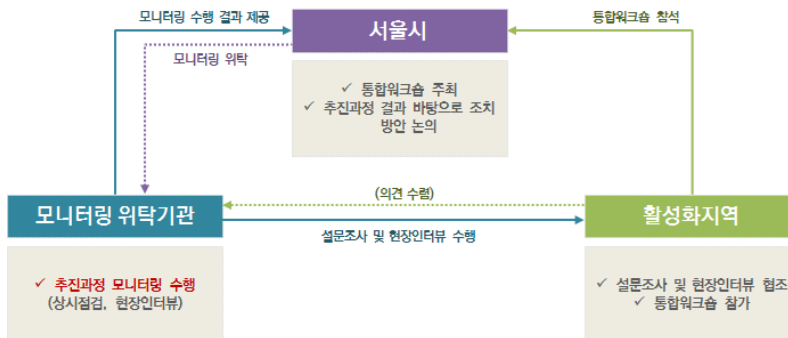 모니터링 수행 결과 제공
통합워크숍 참석
서울시
모니터링 위탁
✓ 통합워크숍 주최
✓ 추진과정 결과 바탕으로 조치
방안 논의
(의견 수렴)
모니터링 위탁기관
활성화지역
설문조사 및 현장인터뷰 수행
✓ 추진과정 모니터링 수행
(상시점검, 현장인터뷰)
✓ 설문조사 및 현장인터뷰 협조
✓ 통합워크숍 참가